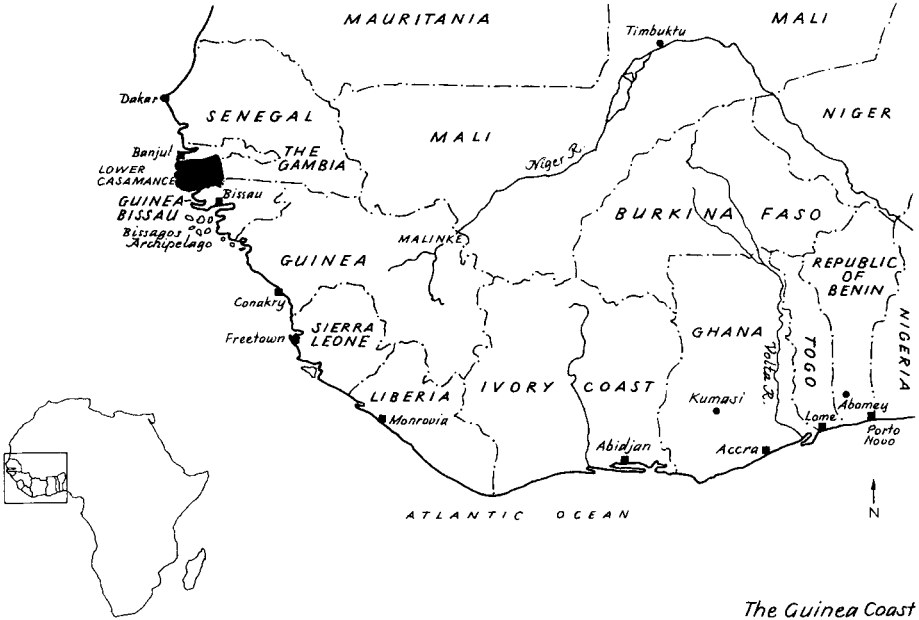 MAURITANIA
MALI
Timbuktu
Dakar
SENEGAL
NIGER
MALI
Banjul
THE
GAMBIA
Niger R.
LOWER
CASAMANCE
Bissau
GUINEA-
BISSAU
Bissagos
Archipelago
BURKINA FASO
MALINKE
GUINEA
REPUBLIC
OF
BENIN
Conakry
Freetown
SIERRA
LEONE
GHANA
Volta R.
TOGO
NIGERIA
LIBERIA
IVORY COAST
Kumasi
Abomey
Monrovia
Lome
Porto
Novo
Abidjan
Accra
N
ATLANTIC OCEAN
The Guinea Coast